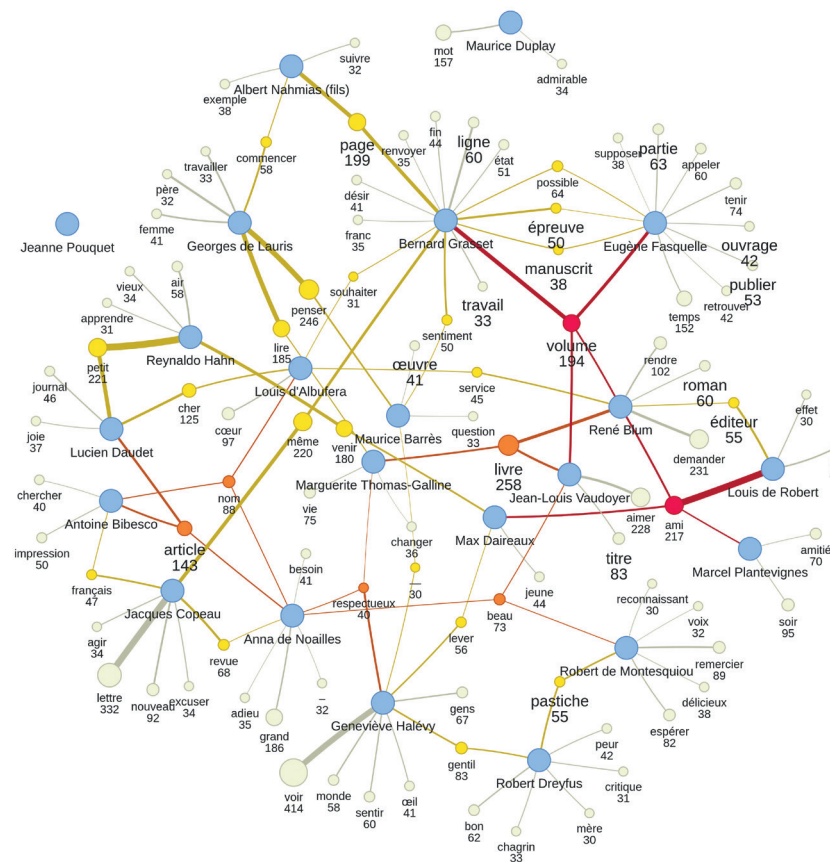 mot
157
Maurice Duplay
admirable
34
suivre
32
exemple
38
Albert Nahmias (fils)
page
199
commencer
58
travailler
33
père
32
femme
41
Georges de Lauris
fin
44
renvoyer
35
ligne
60
état
51
désir
41
franc
35
Bernard Grasset
possible
64
épreuve
50
manuscrit
38
supposer
38
partie
63
appeler
60
tenir
74
ouvrage
42
publier
53
retrouver
42
temps
152
Eugène Fasquelle
Jeanne Pouquet
vieux
34
air
58
apprendre
31
petit
221
Reynaldo Hahn
penser
246
souhaiter
31
lire
185
travail
33
sentiment
50
volume
194
œuvre
41
service
45
rendre
102
roman
60
éditeur
55
effet
30
journal
46
joie
37
Lucien Daudet
cher
125
Louis d'Albufera
cœur
97
même
220
venir
180
Maurice Barrès
question
33
René Blum
demander
231
Louis de Robert
chercher
40
impression
50
Antoine Bibesco
nom
88
Marguerite Thomas-Galline
vie
75
livre
258
Jean-Louis Vaudoyer
aimer
228
ami
217
article
143
changer
36
Max Daireaux
titre
83
Marcel Plantevignes
amitié
70
soir
95
français
47
Jacques Copeau
besoin
41
respectueux
40
—
30
jeune
44
beau
73
reconnaissant
30
voix
32
remercier
89
délicieux
38
espérer
82
Robert de Montesquiou
agir
34
lettre
332
nouveau
92
excuser
34
revue
68
Anna de Noailles
adieu
35
grand
186
–
32
lever
56
pastiche
55
Geneviève Halévy
gens
67
gentil
83
voir
414
monde
58
sentir
60
œil
41
peur
42
critique
31
Robert Dreyfus
bon
62
chagrin
33
mère
30